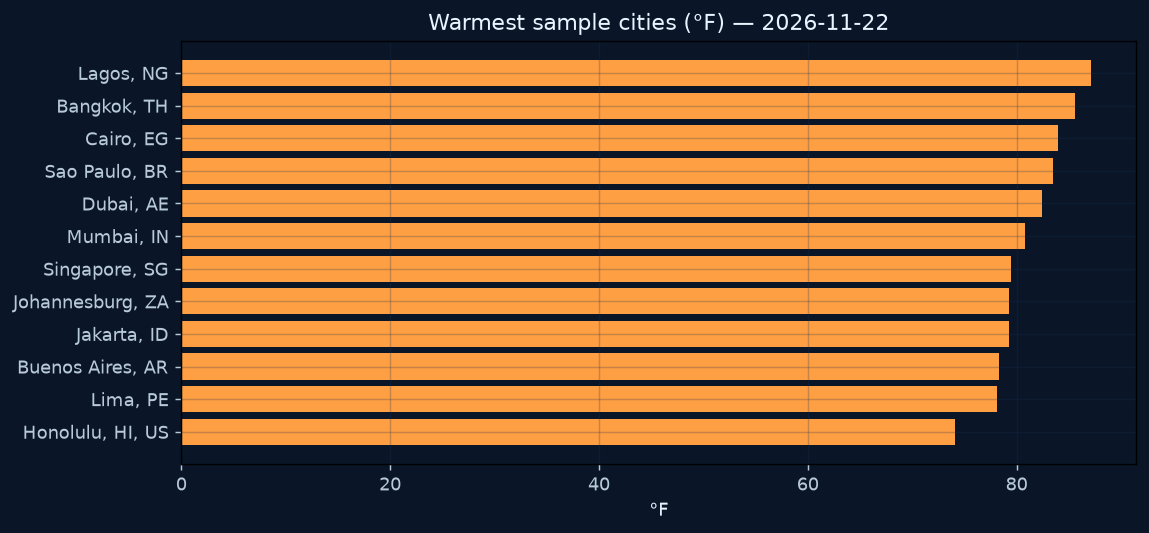 Warmest sample cities (°F) — 2026-11-22
Lagos, NG
Bangkok, TH
Cairo, EG
Sao Paulo, BR
Dubai, AE
Mumbai, IN
Singapore, SG
Johannesburg, ZA
Jakarta, ID
Buenos Aires, AR
Lima, PE
Honolulu, HI, US
0 20 40 60 80
°F